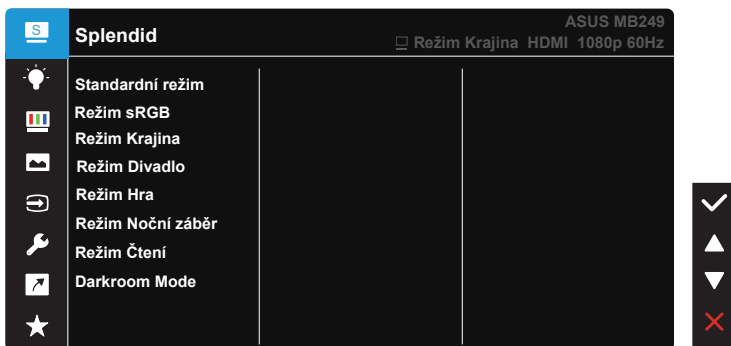 S
Splendid
ASUS MB249
Režim Krajina HDMI 1080p 60Hz
Standardní režim
Režim sRGB
Režim Krajina
Režim Divadlo
Režim Hra
Režim Noční záběr
Režim Čtení
Darkroom Mode